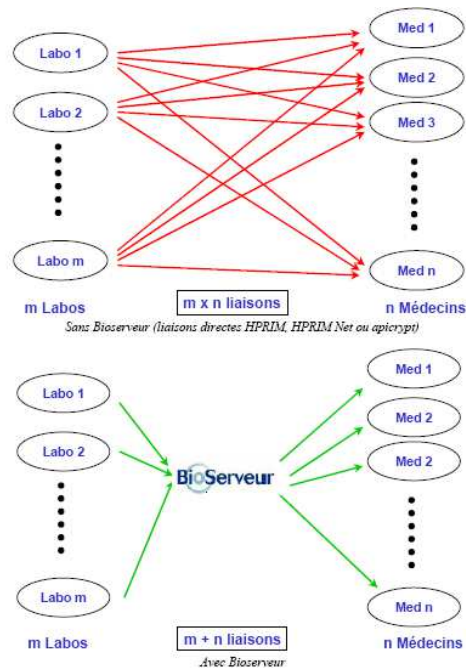 Labo 1
Med 1
Med 2
Labo 2
Med 3
Labo m
Med n
m Labos
m x n liaisons
n Médecins
Sans Bioserveur (liaisons directes HPRIM, HPRIM Net ou apicrypt)
Med 1
Labo 1
Med 2
Labo 2
Med 2
BioServeur
Labo m
Med n
m Labos
m + n liaisons
n Médecins
Avec Bioserveur